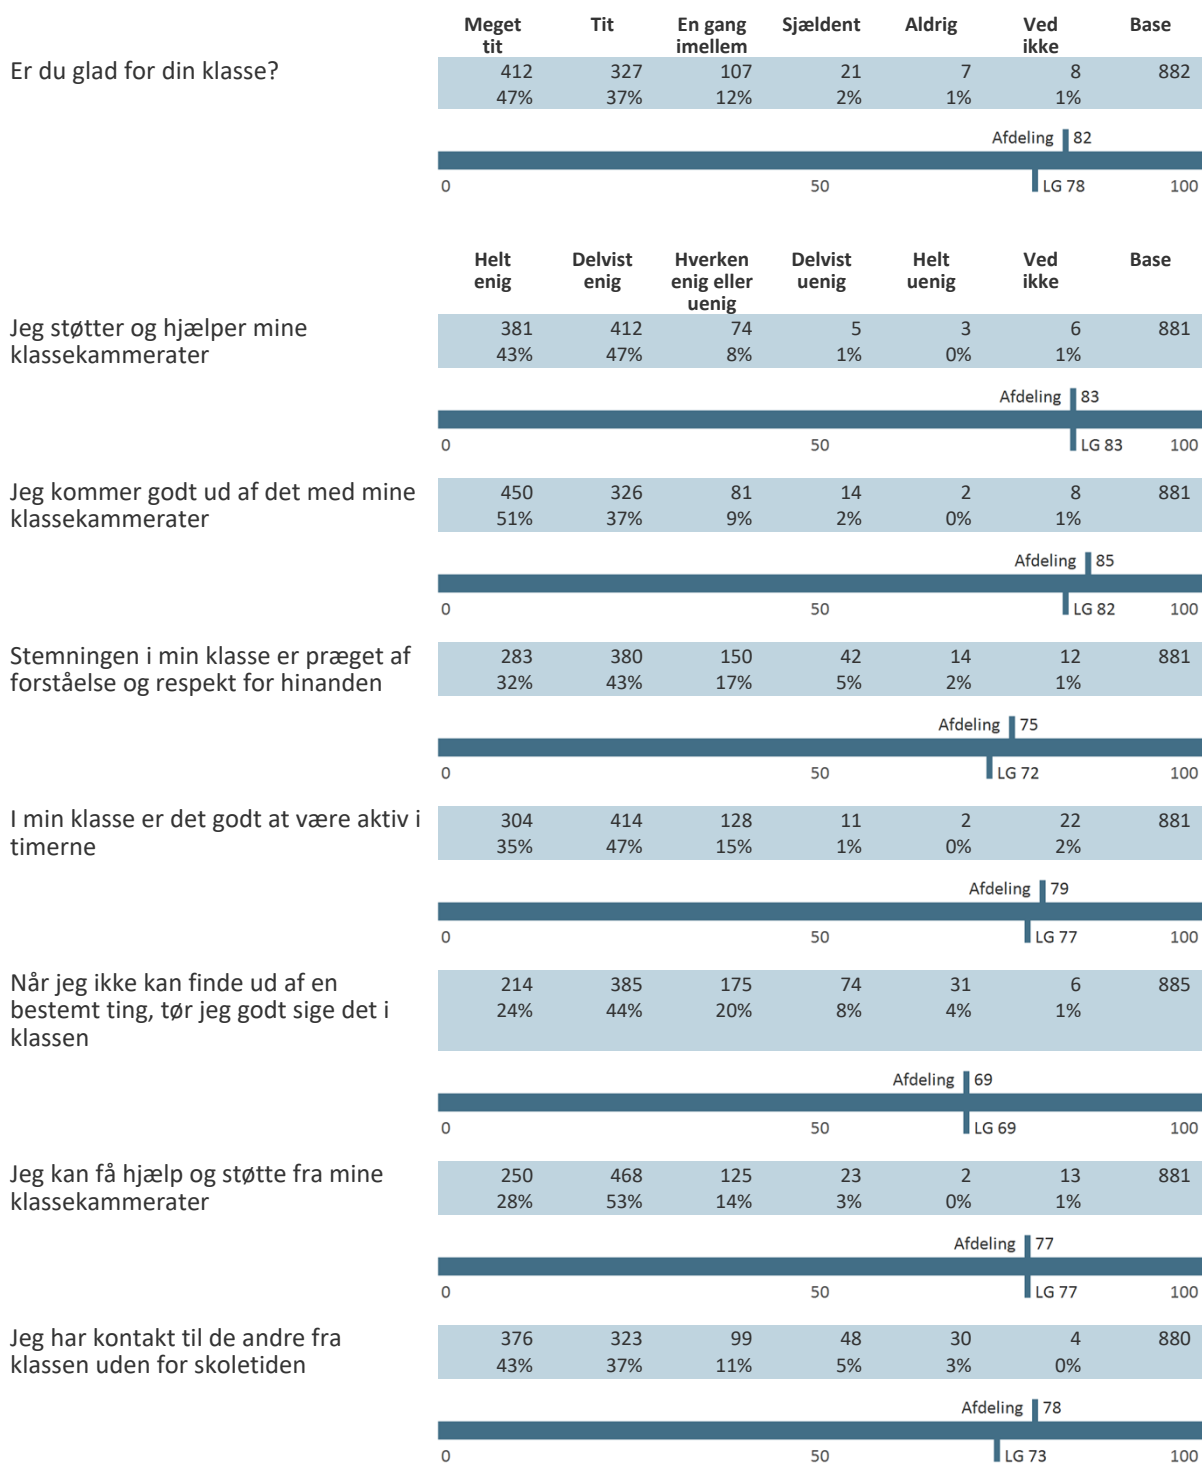 Meget tit Tit En gang imellem Sjældent Aldrig Ved ikke Base
Er du glad for din klasse? 412 327 107 21 7 8 882
47% 37% 12% 2% 1% 1%
Afdeling 82
0 50 LG 78 100
Helt enig Delvist enig Hverken enig eller uenig Delvist uenig Helt uenig Ved ikke Base
Jeg støtter og hjælper mine 381 412 74 5 3 6 881
klassekammerater 43% 47% 8% 1% 0% 1%
Afdeling 83
0 50 LG 83 100
Jeg kommer godt ud af det med mine 450 326 81 14 2 8 881
klassekammerater 51% 37% 9% 2% 0% 1%
Afdeling 85
0 50 LG 82 100
Stemningen i min klasse er præget af 283 380 150 42 14 12 881
forståelse og respekt for hinanden 32% 43% 17% 5% 2% 1%
Afdeling 75
0 50 LG 72 100
I min klasse er det godt at være aktiv i 304 414 128 11 2 22 881
timerne 35% 47% 15% 1% 0% 2%
Afdeling 79
0 50 LG 77 100
Når jeg ikke kan finde ud af en 214 385 175 74 31 6 885
bestemt ting, tør jeg godt sige det i 24% 44% 20% 8% 4% 1%
klassen
Afdeling 69
0 50 LG 69 100
Jeg kan få hjælp og støtte fra mine 250 468 125 23 2 13 881
klassekammerater 28% 53% 14% 3% 0% 1%
Afdeling 77
0 50 LG 77 100
Jeg har kontakt til de andre fra 376 323 99 48 30 4 880
klassen uden for skoletiden 43% 37% 11% 5% 3% 0%
Afdeling 78
0 50 LG 73 100